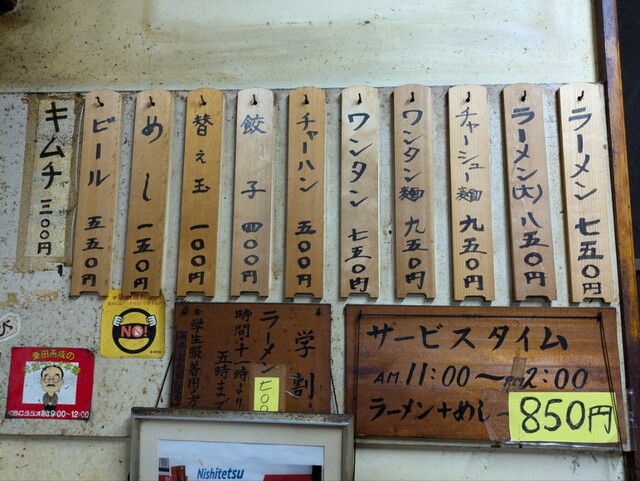 ラーメン 七五〇円
ラーメン(大) 八五〇円
チャーシュー麺 九五〇円
ワンタン麺 九五〇円
ワンタン 七五〇円
チャーハン 五〇〇円
餃子 四〇〇円
替え玉 一〇〇円
めし 一五〇円
ビール 五五〇円
キムチ 三〇〇円
サービスタイム
AM 11:00〜2:00
ラーメン+めし
850円
学割
ラーメン
時間・十一時より
五時まで
学生服着用の方
NO!
9:00〜12:00
Nishitetsu